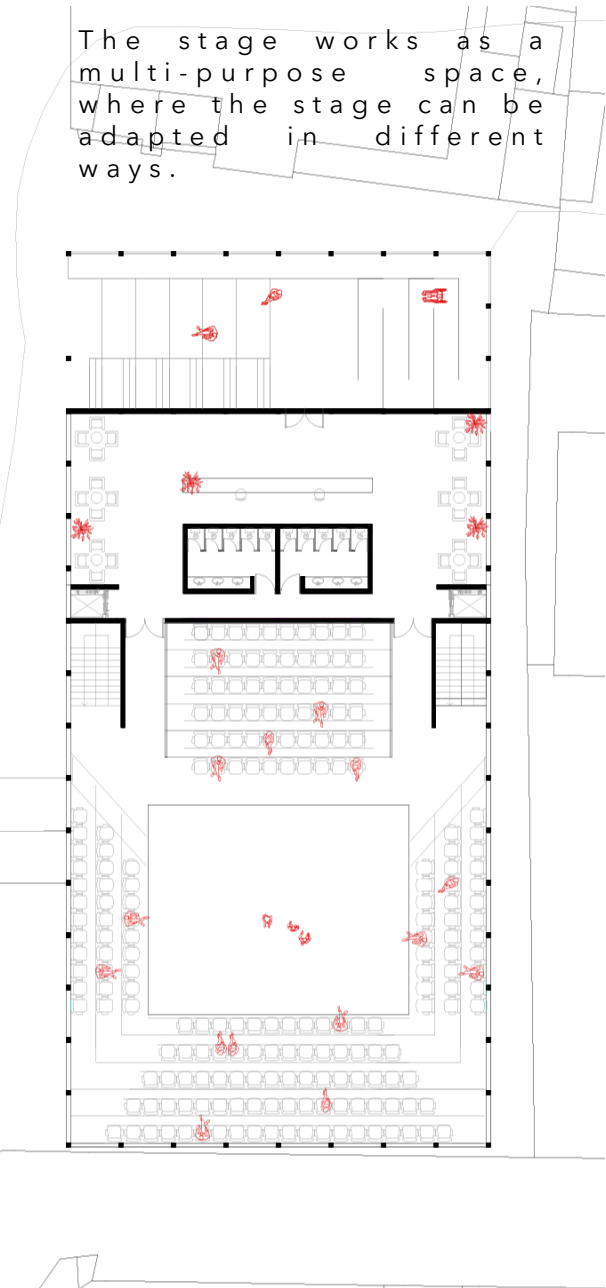 The stage works as a
multi-purpose space,
where the stage can be
adapted in different
ways.